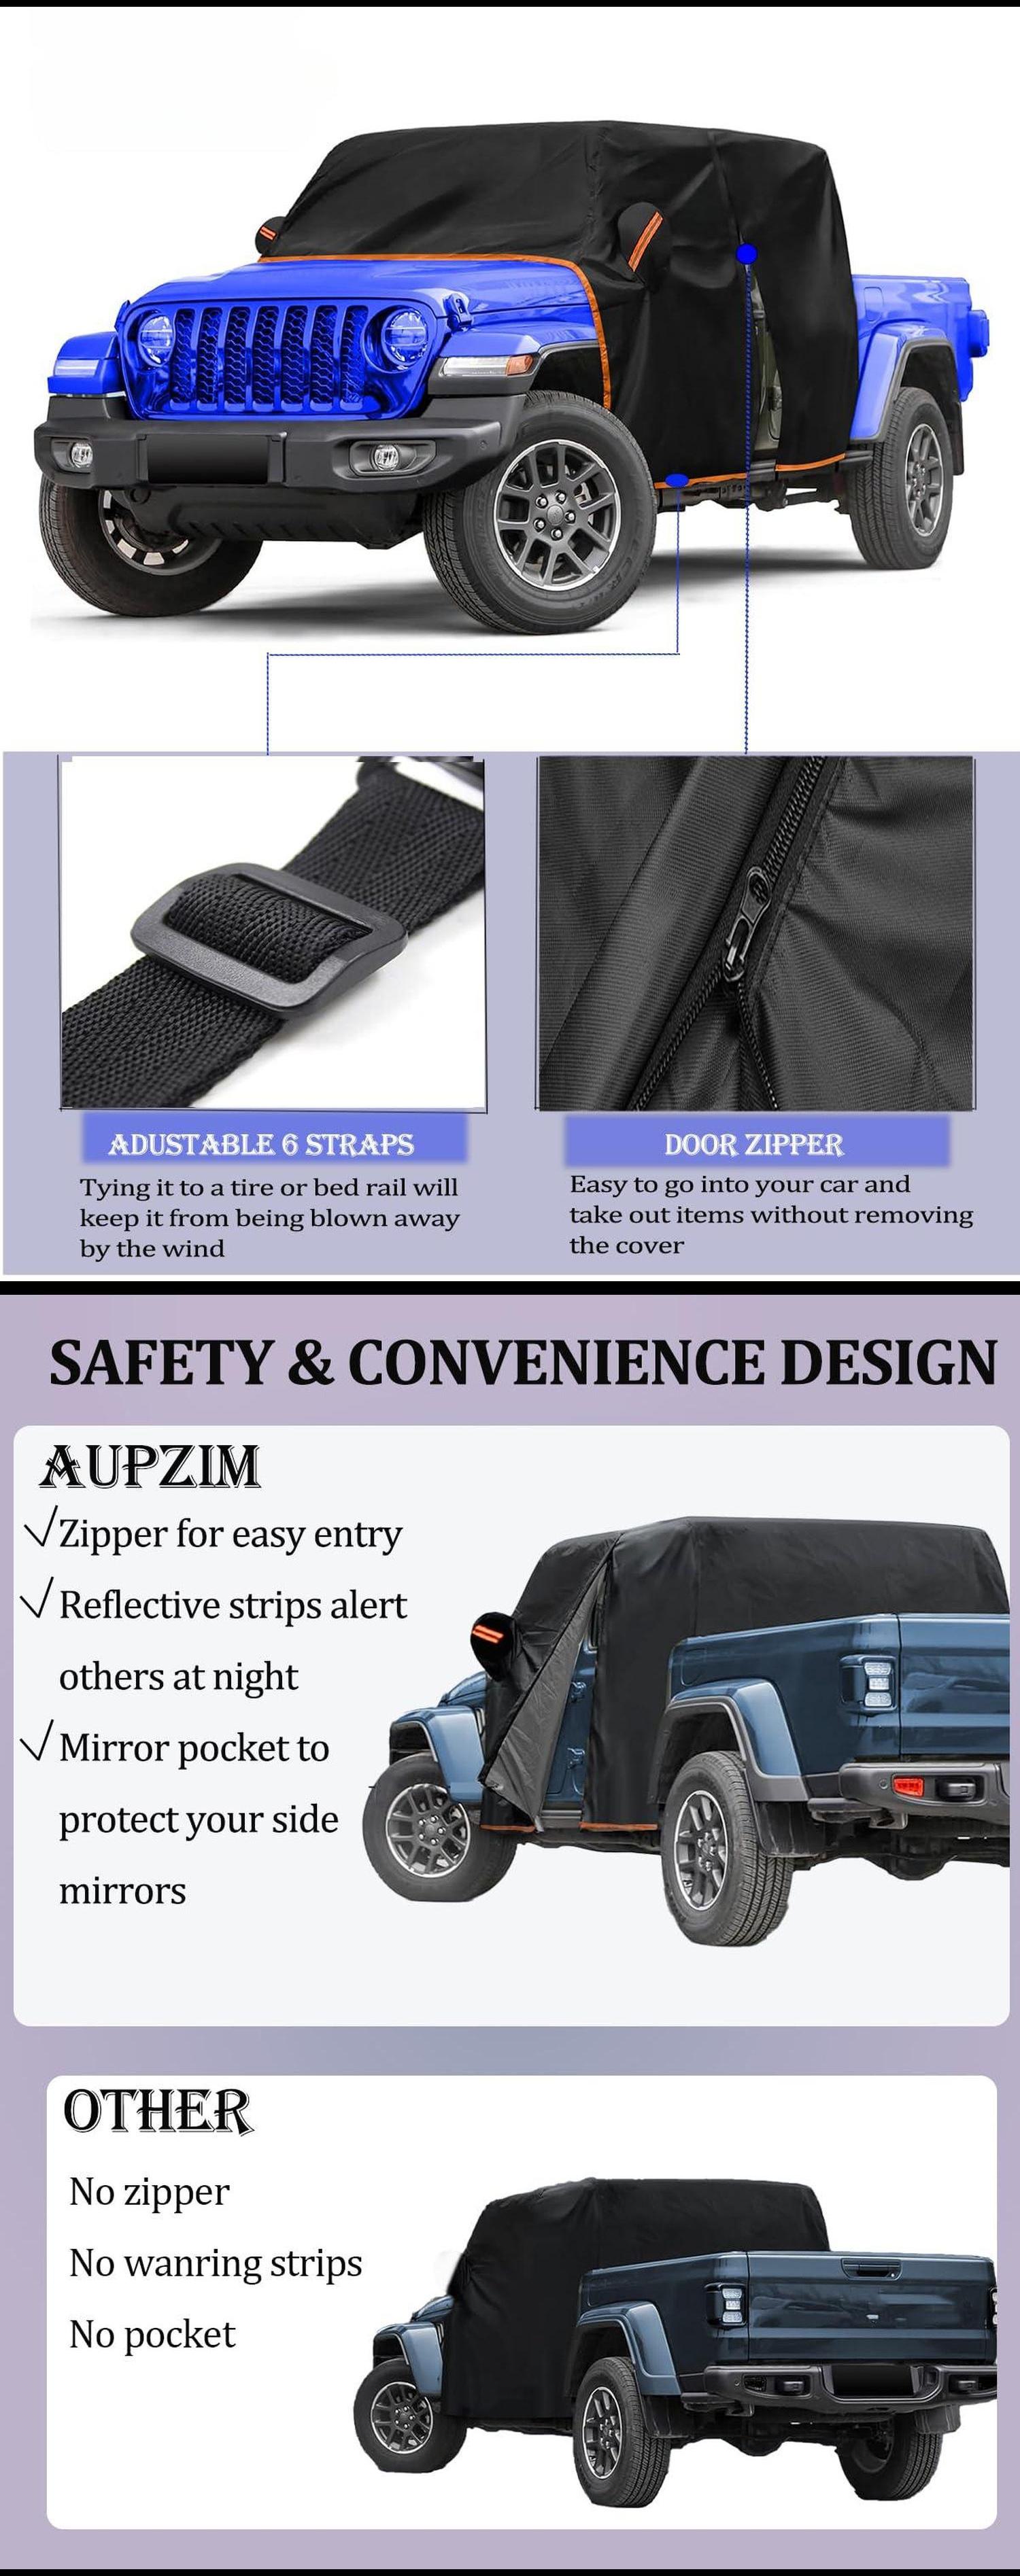 ADUSTABLE 6 STRAPS
Tying it to a tire or bed rail will
keep it from being blown away
by the wind
DOOR ZIPPER
Easy to go into your car and
take out items without removing
the cover
SAFETY & CONVENIENCE DESIGN
AUPZIM
Zipper for easy entry
Reflective strips alert
others at night
Mirror pocket to
protect your side
mirrors
OTHER
No zipper
No wanring strips
No pocket